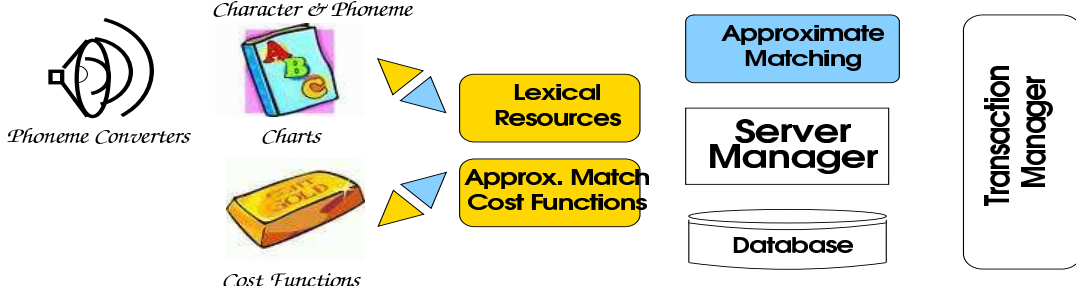 Character & Phoneme
Charts
Phoneme Converters
A
B
C
GOLD
Cost Functions
Lexical
Resources
Approx. Match
Cost Functions
Approximate
Matching
Server
Manager
Database
Transaction
Manager